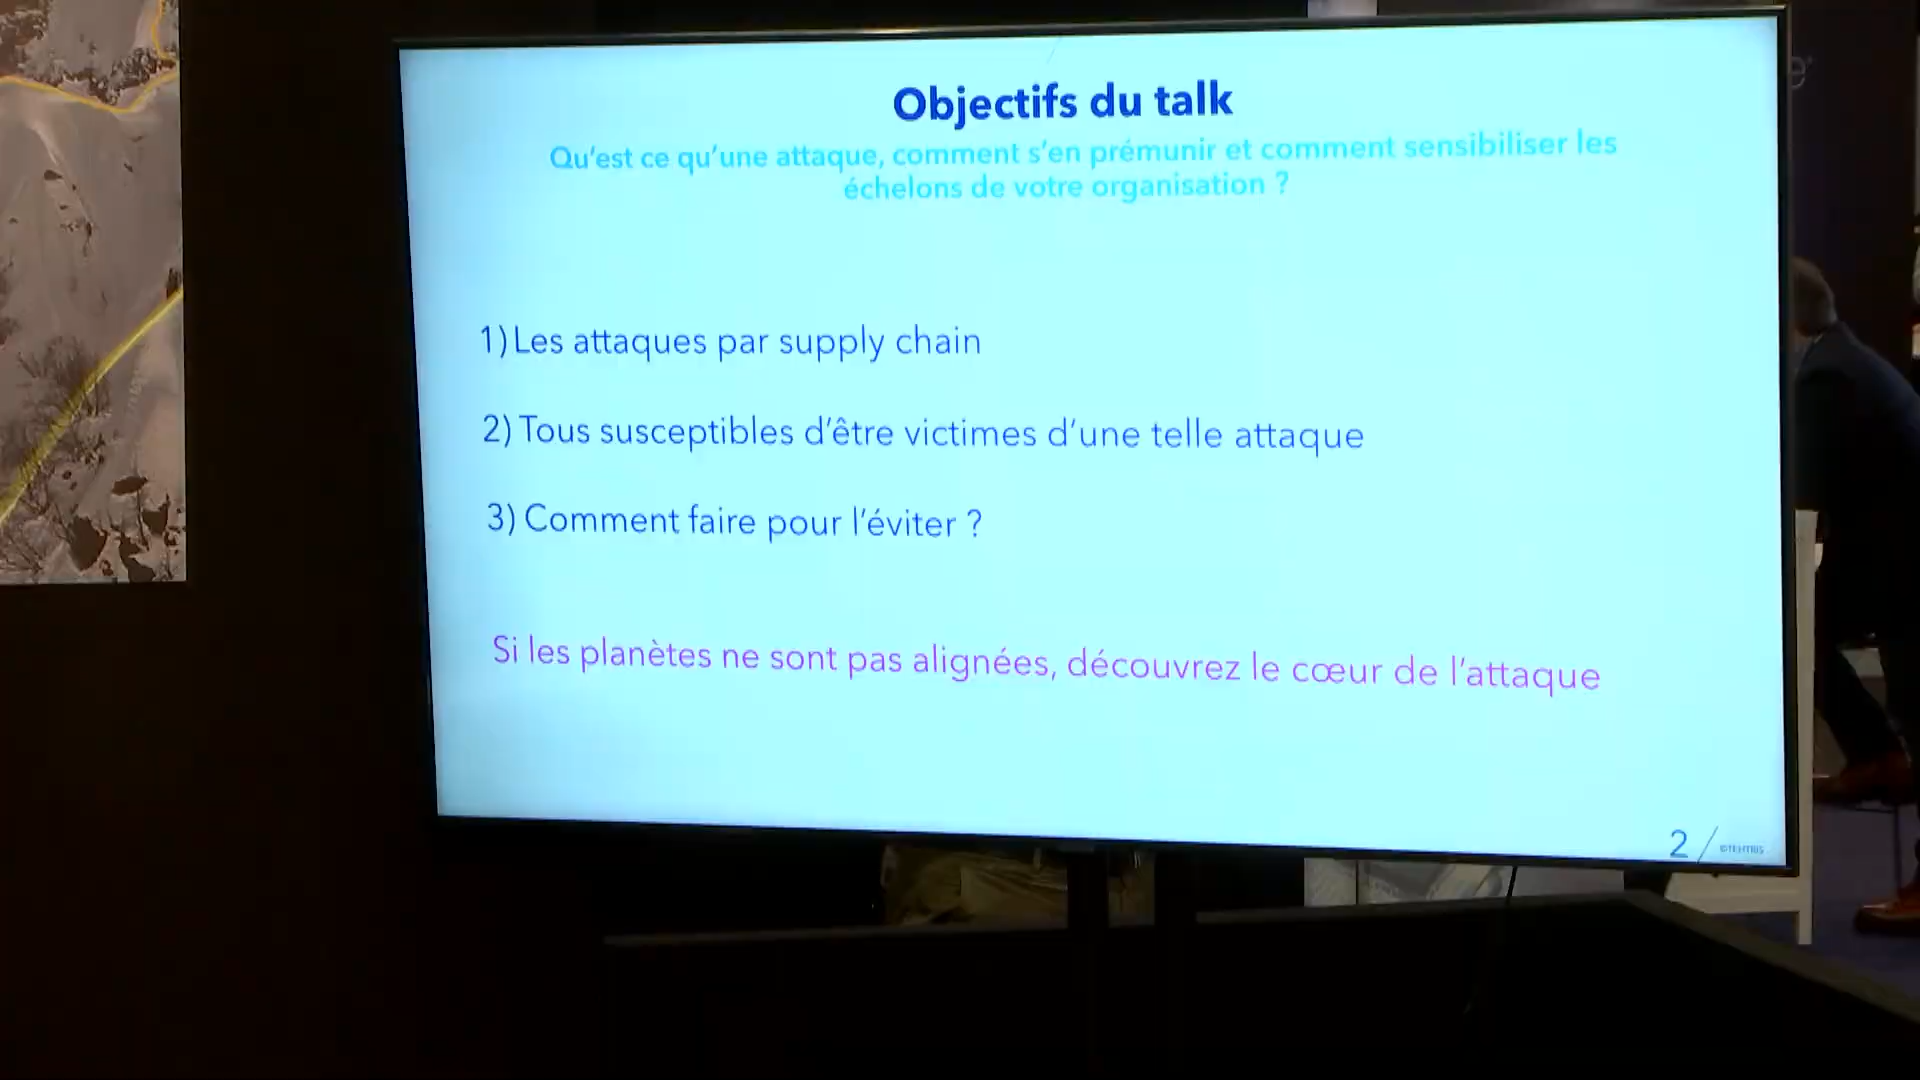 Objectifs du talk
Qu'est ce qu'une attaque, comment s'en prémunir et comment sensibiliser les
échelons de votre organisation ?
1) Les attaques par supply chain
2) Tous susceptibles d'être victimes d'une telle attaque
3) Comment faire pour l'éviter ?
Si les planètes ne sont pas alignées, découvrez le cœur de l'attaque
2 /